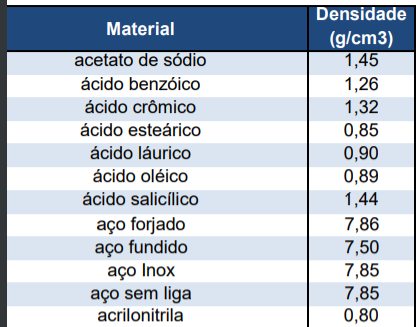 Material Densidade (g/cm3)
acetato de sódio 1,45
ácido benzóico 1,26
ácido crômico 1,32
ácido esteárico 0,85
ácido láurico 0,90
ácido oléico 0,89
ácido salicílico 1,44
aço forjado 7,86
aço fundido 7,50
aço Inox 7,85
aço sem liga 7,85
acrilonitrila 0,80